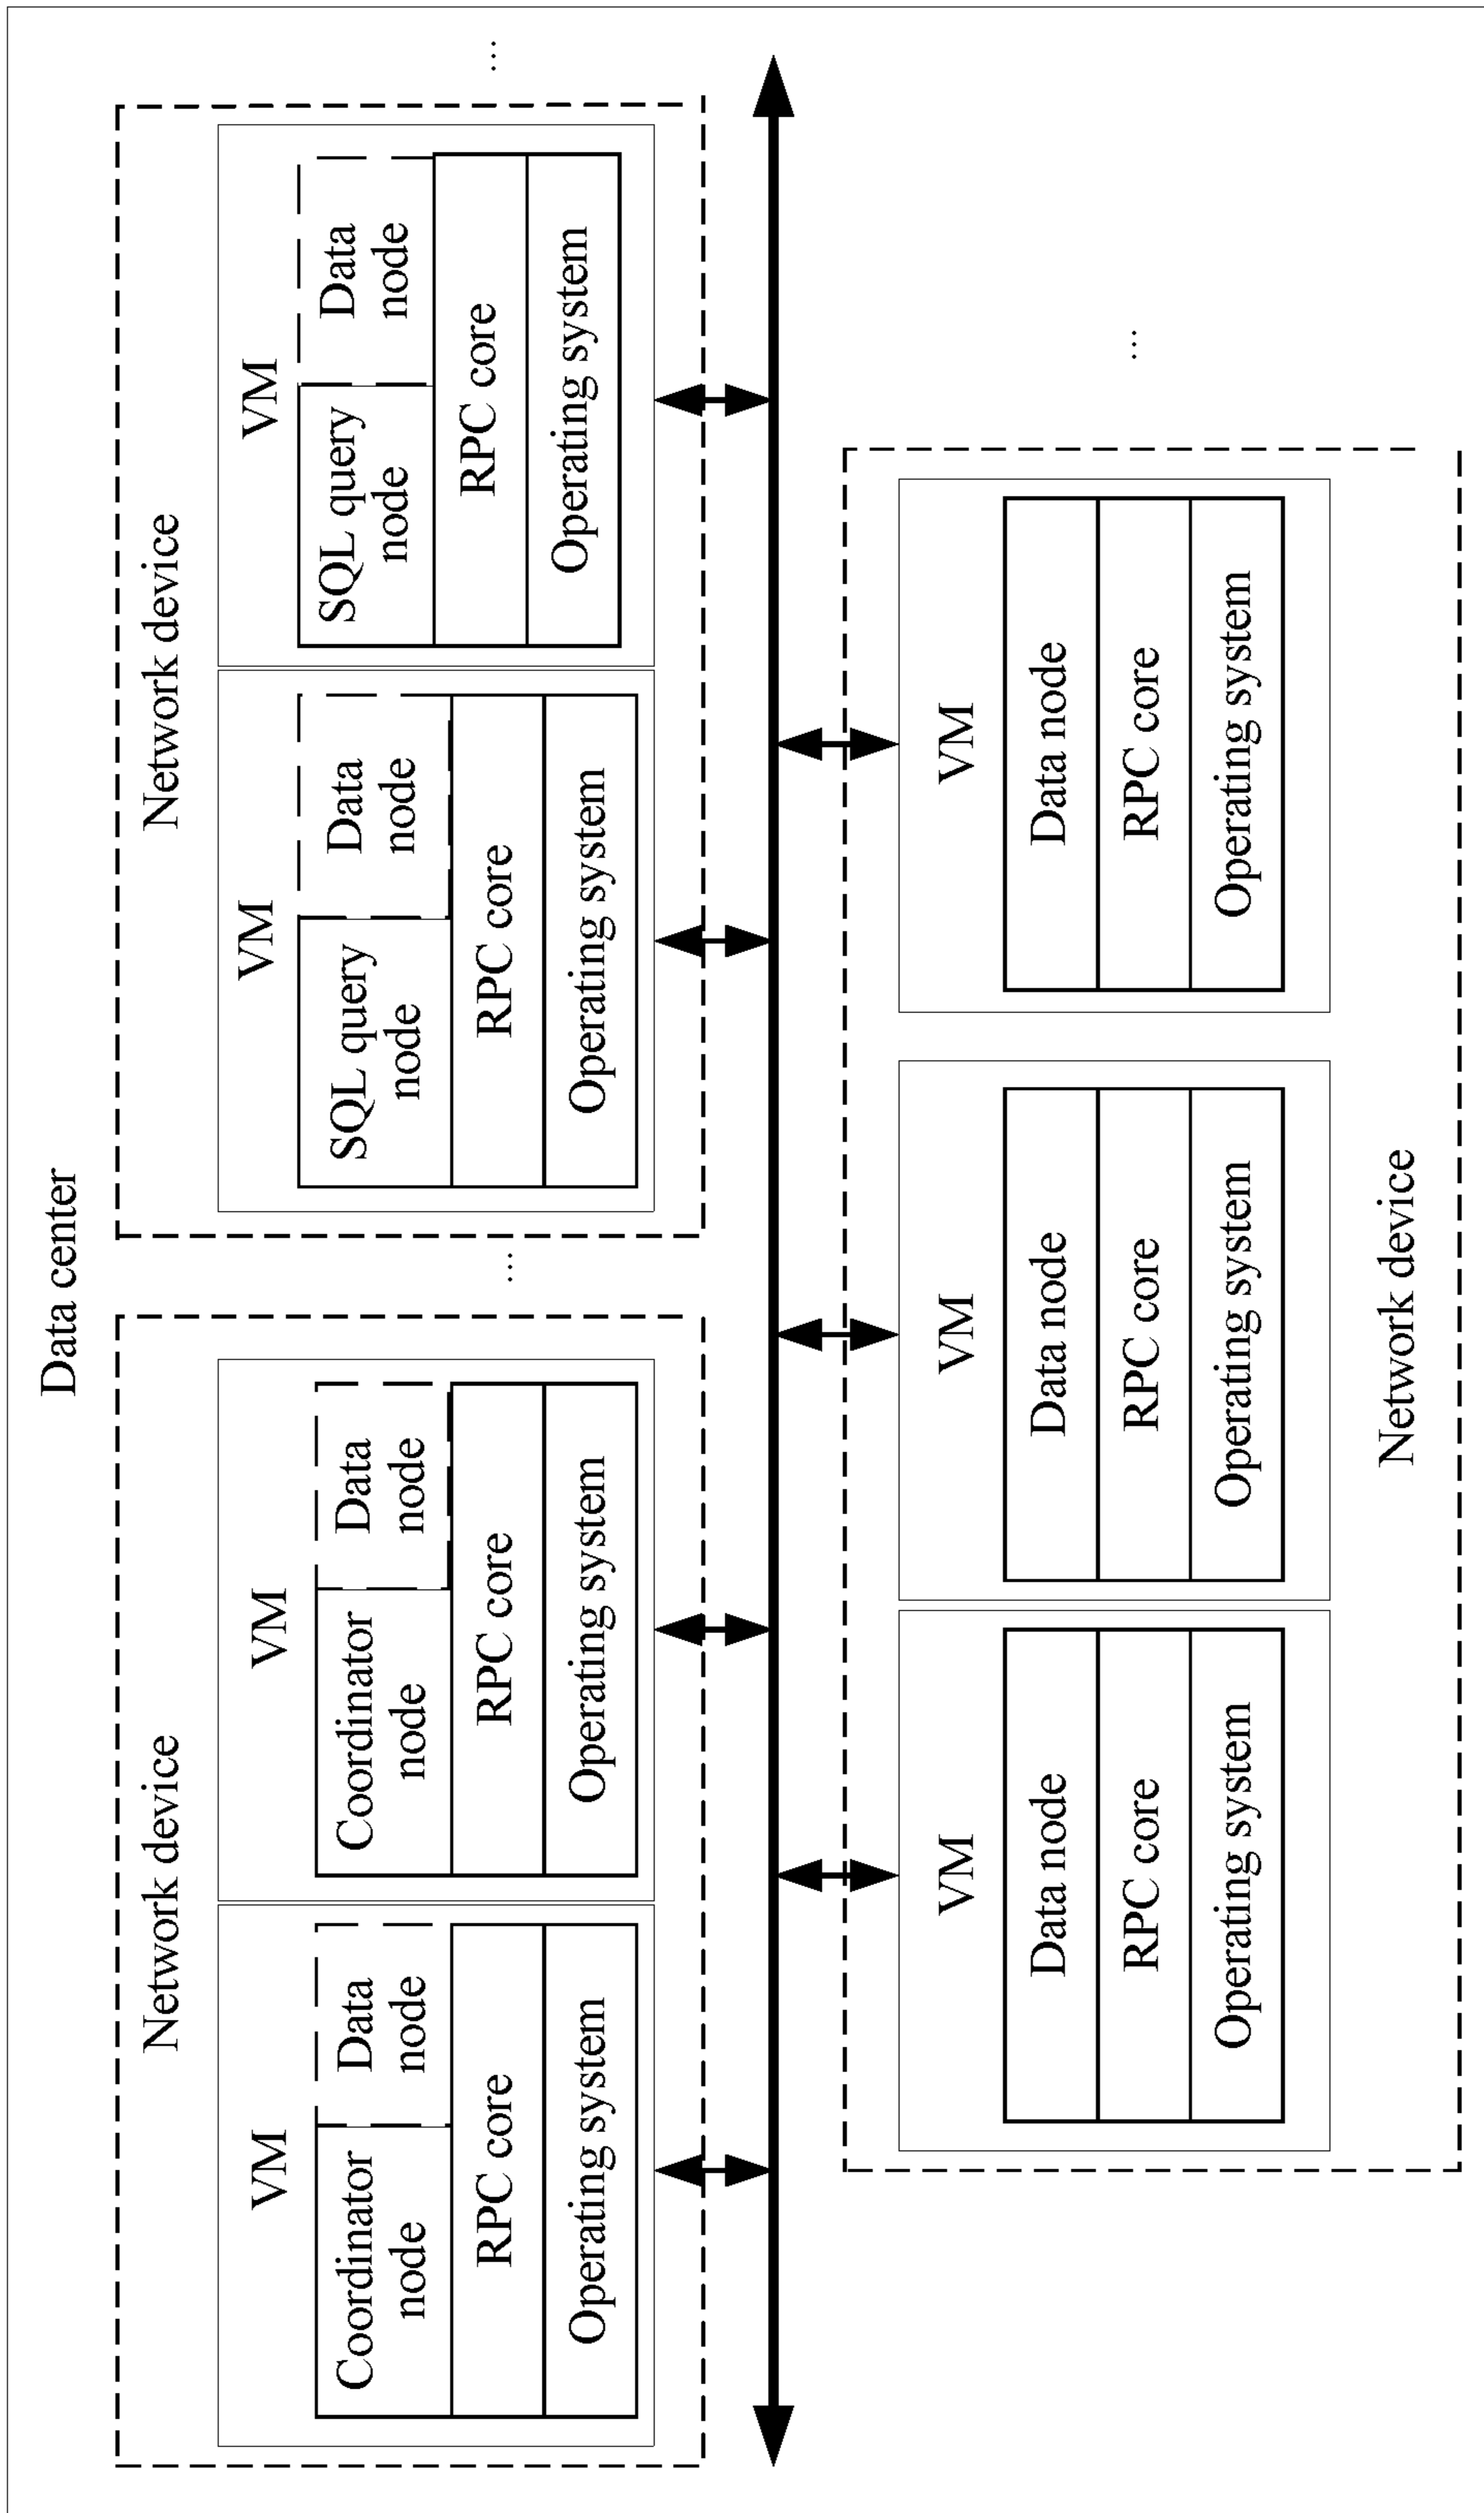 Data center
Network device
VM
Coordinator
node
Data
node
RPC core
Operating system
VM
Coordinator
node
Data
node
RPC core
Operating system
...
Network device
VM
SQL query
node
Data
node
RPC core
Operating system
VM
SQL query
node
Data
node
RPC core
Operating system
...
VM
Data node
RPC core
Operating system
VM
Data node
RPC core
Operating system
VM
Data node
RPC core
Operating system
...
Network device